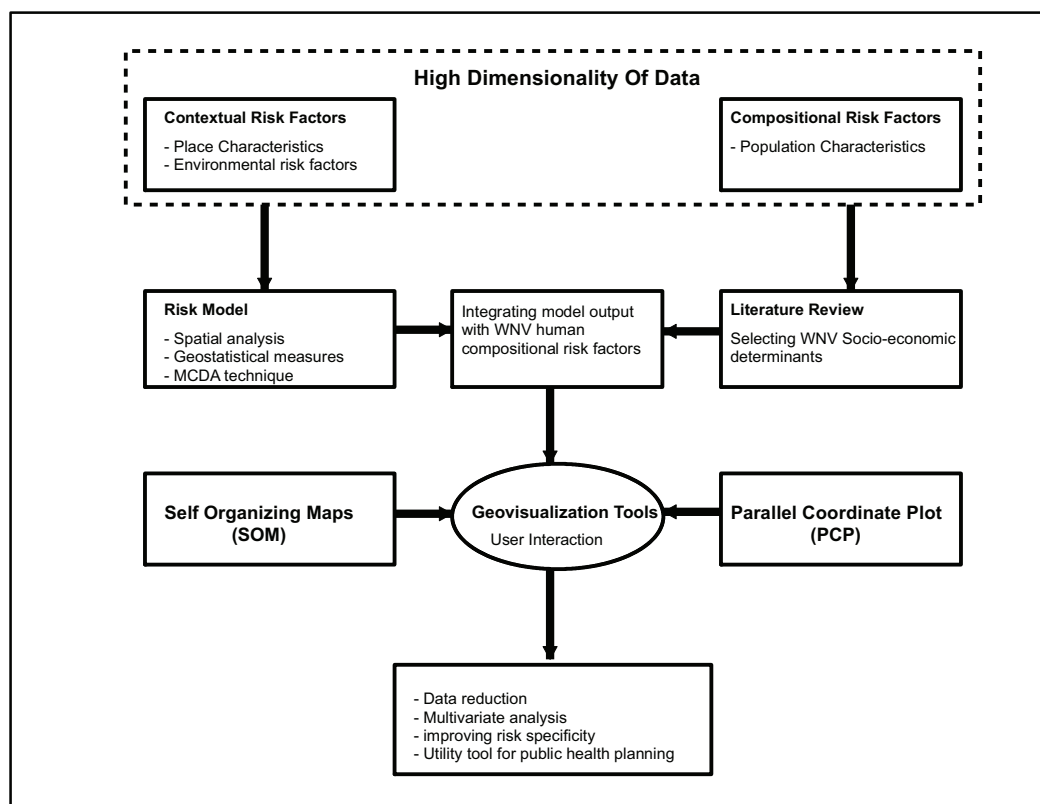 High Dimensionality Of Data
Contextual Risk Factors
- Place Characteristics
- Environmental risk factors
Compositional Risk Factors
- Population Characteristics
Risk Model
- Spatial analysis
- Geostatistical measures
- MCDA technique
Integrating model output
with WNV human
compositional risk factors
Literature Review
Selecting WNV Socio-economic
determinants
Self Organizing Maps
(SOM)
Geovisualization Tools
User Interaction
Parallel Coordinate Plot
(PCP)
- Data reduction
- Multivariate analysis
- improving risk specificity
- Utility tool for public health planning